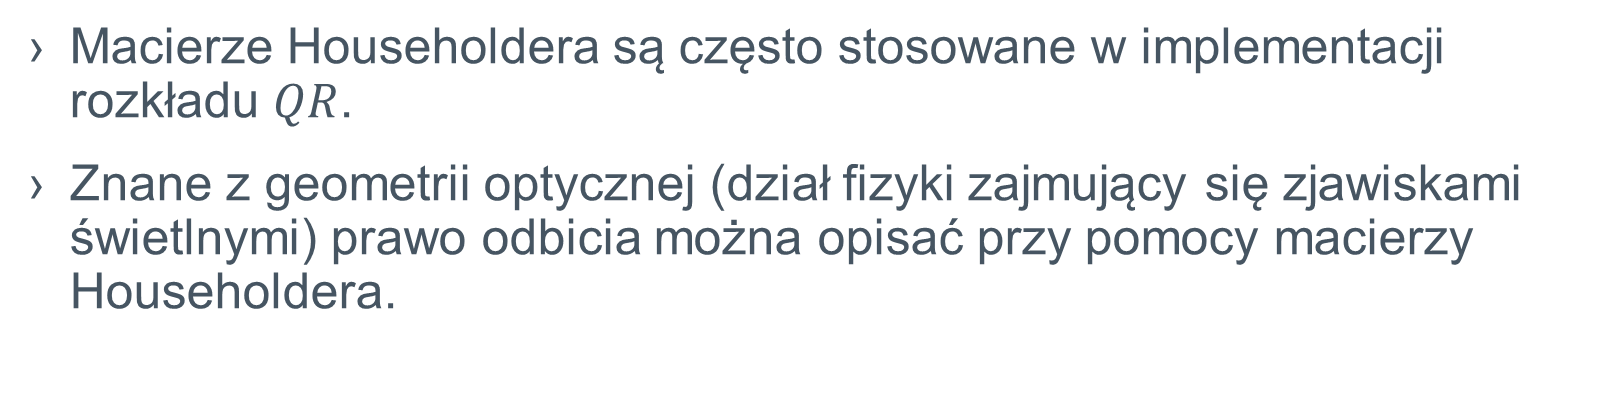 › Macierze Householdera są często stosowane w implementacji
rozkładu QR.
› Znane z geometrii optycznej (dział fizyki zajmujący się zjawiskami
świetlnymi) prawo odbicia można opisać przy pomocy macierzy
Householdera.